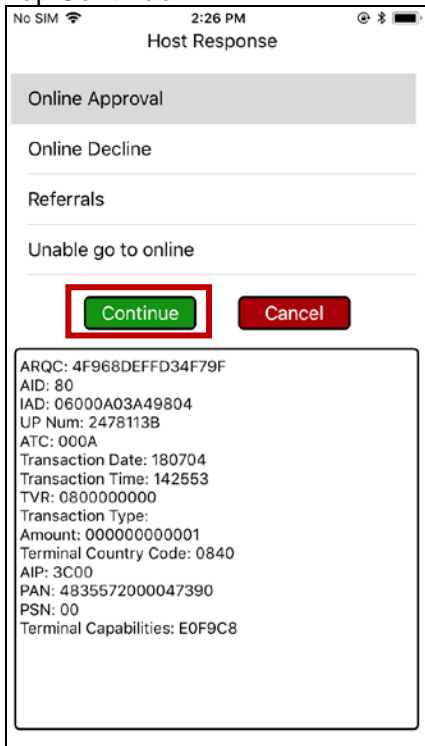 No SIM 2:26 PM
Host Response
Online Approval
Online Decline
Referrals
Unable go to online
Continue Cancel
ARQC: 4F968DEFFD34F79F
AID: 80
IAD: 06000A03A49804
UP Num: 2478113B
ATC: 000A
Transaction Date: 180704
Transaction Time: 142553
TVR: 0800000000
Transaction Type:
Amount: 000000000001
Terminal Country Code: 0840
AIP: 3C00
PAN: 4835572000047390
PSN: 00
Terminal Capabilities: E0F9C8